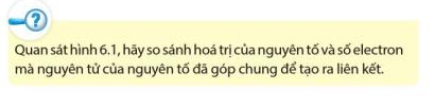 Quan sát hình 6.1, hãy so sánh hoá trị của nguyên tố và số electron
mà nguyên tử của nguyên tố đã góp chung để tạo ra liên kết.